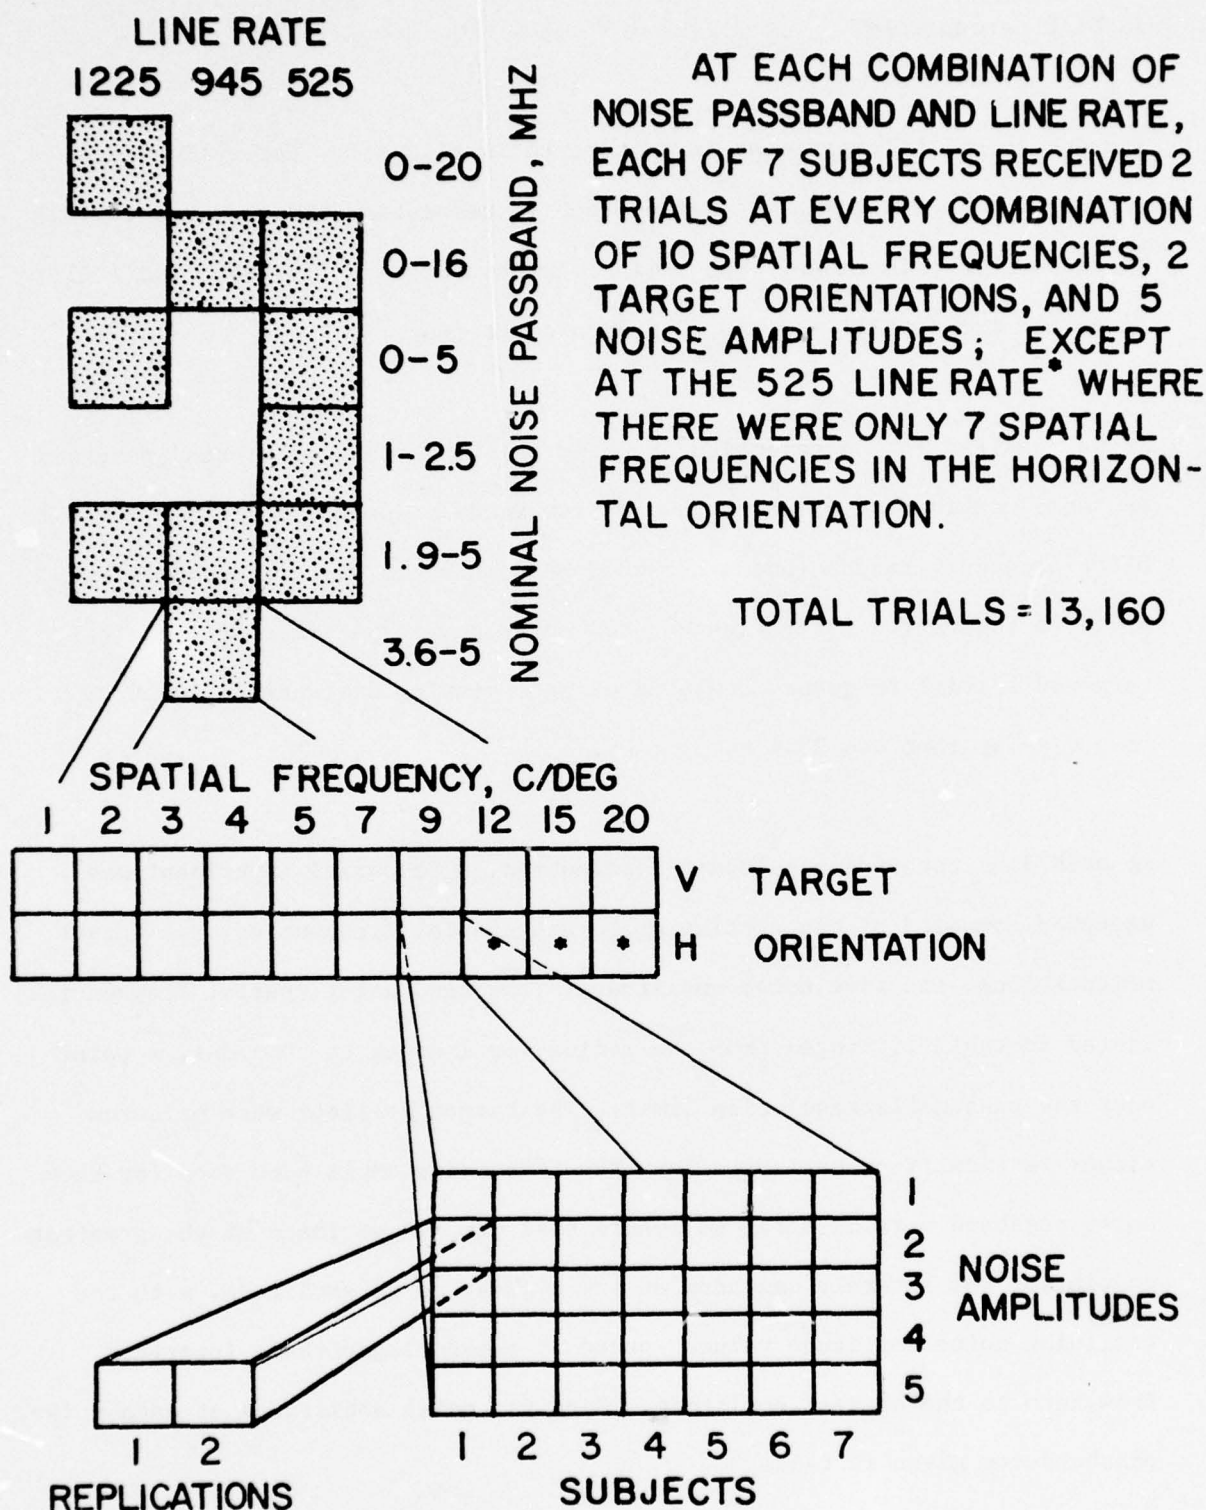 LINE RATE
1225 945 525
0-20
0-16
0-5
1-2.5
1.9-5
3.6-5
NOMINAL NOISE PASSBAND, MHZ
AT EACH COMBINATION OF
NOISE PASSBAND AND LINE RATE,
EACH OF 7 SUBJECTS RECEIVED 2
TRIALS AT EVERY COMBINATION
OF 10 SPATIAL FREQUENCIES, 2
TARGET ORIENTATIONS, AND 5
NOISE AMPLITUDES; EXCEPT
AT THE 525 LINE RATE* WHERE
THERE WERE ONLY 7 SPATIAL
FREQUENCIES IN THE HORIZON-
TAL ORIENTATION.
TOTAL TRIALS = 13,160
SPATIAL FREQUENCY, C/DEG
1 2 3 4 5 7 9 12 15 20
V TARGET
* * * H ORIENTATION
1
2
3
4
5
NOISE
AMPLITUDES
1 2
REPLICATIONS
1 2 3 4 5 6 7
SUBJECTS